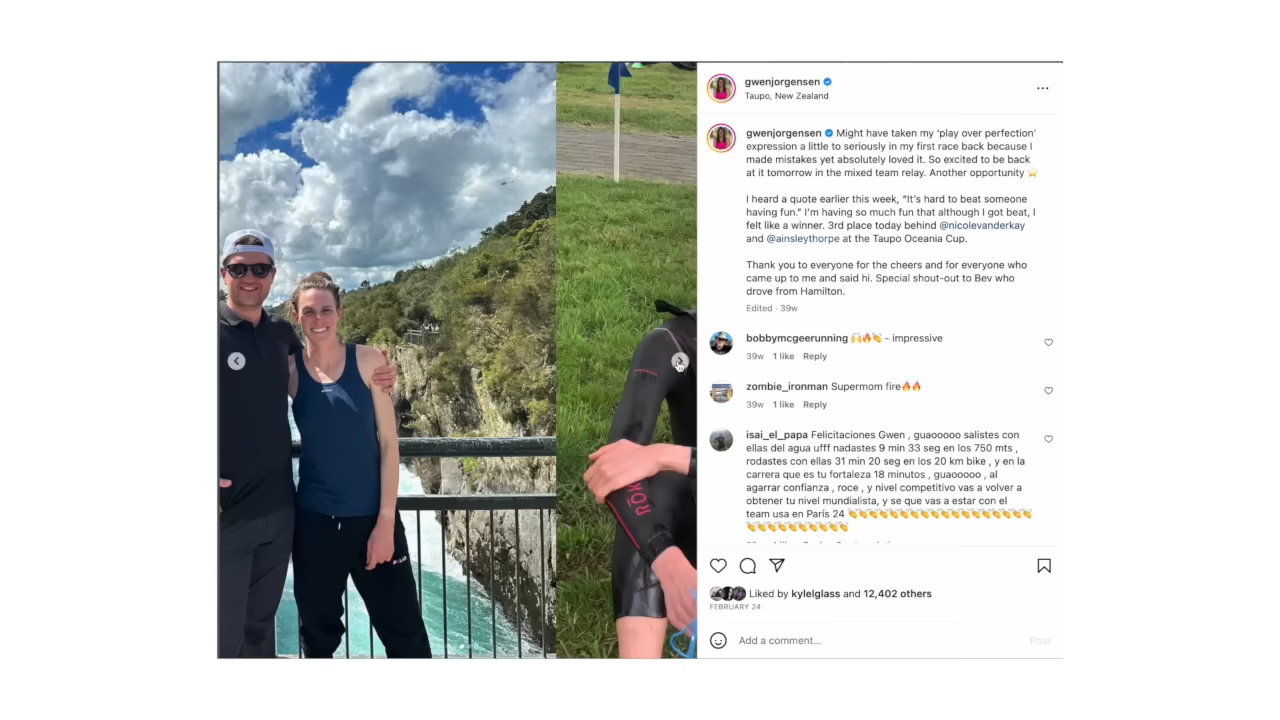 gwenjorgensen
Taupo, New Zealand
gwenjorgensen Might have taken my ‘play over perfection’
expression a little to seriously in my first race back because I
made mistakes yet absolutely loved it. So excited to be back
at it tomorrow in the mixed team relay. Another opportunity
I heard a quote earlier this week, "It's hard to beat someone
having fun." I'm having so much fun that although I got beat, I
felt like a winner. 3rd place today behind @nicolevanderkay
and @ainsleythorpe at the Taupo Oceania Cup.
Thank you to everyone for the cheers and for everyone who
came up to me and said hi. Special shout-out to Bev who
drove from Hamilton.
Edited · 39w
bobbymcgeerunning 🙌🔥👏 - impressive
39w 1 like Reply
zombie_ironman Supermom fire🔥🔥
39w 1 like Reply
isai_el_papa Felicitaciones Gwen , guaooooo salistes con
ellas del agua ufff nadastes 9 min 33 seg en los 750 mts ,
rodastes con ellas 31 min 20 seg en los 20 km bike , y en la
carrera que es tu fortaleza 18 minutos , guaooooo , al
agarrar confianza , roce , y nivel competitivo vas a volver a
obtener tu nivel mundialista, y se que vas a estar con el
team usa en París 24
Liked by kylelglass and 12,402 others
FEBRUARY 24
Add a comment...
Post